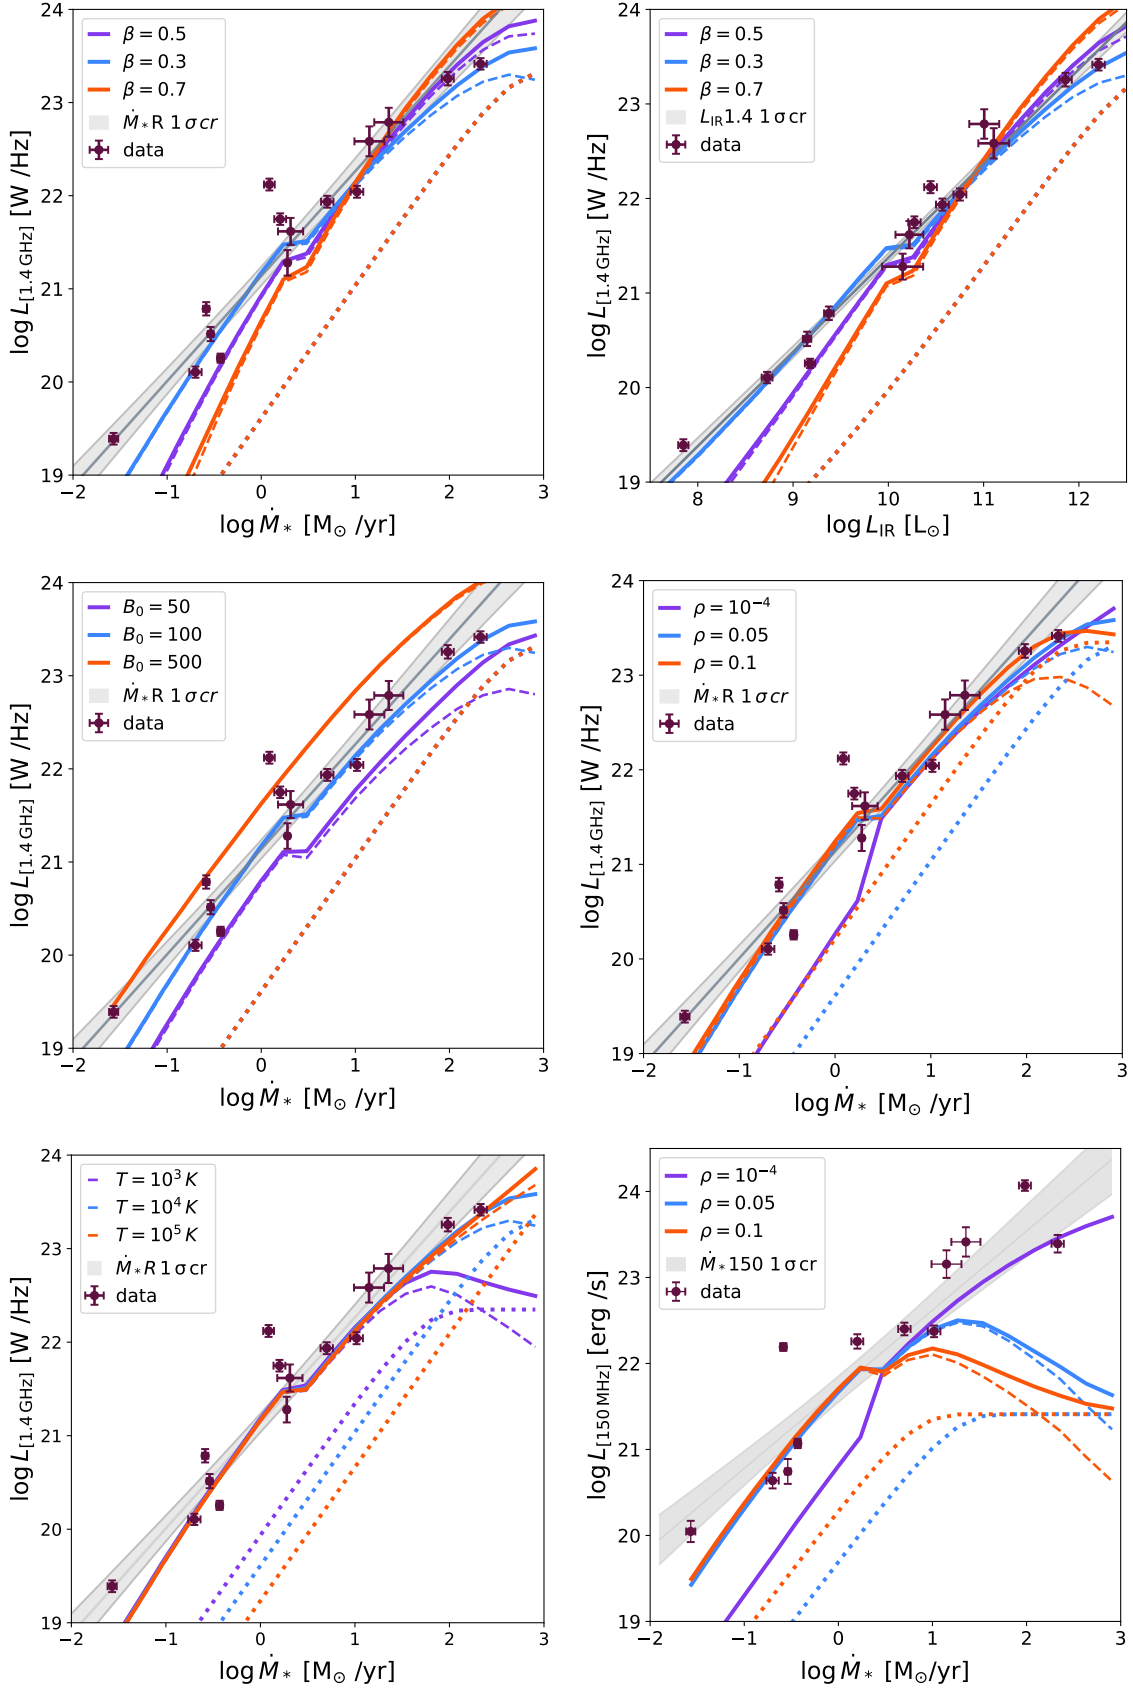 24
23
22
21
20
19
log L[1.4 GHz] [W /Hz]
β = 0.5
β = 0.3
β = 0.7
Ṁ*R 1 σcr
data
−2 −1 0 1 2 3
log Ṁ* [M⊙ /yr]
24
23
22
21
20
19
log L[1.4 GHz] [W /Hz]
β = 0.5
β = 0.3
β = 0.7
LIR1.4 1 σcr
data
8 9 10 11 12
log LIR [L⊙]
24
23
22
21
20
19
log L[1.4 GHz] [W /Hz]
B0 = 50
B0 = 100
B0 = 500
Ṁ*R 1 σcr
data
−2 −1 0 1 2 3
log Ṁ* [M⊙ /yr]
24
23
22
21
20
19
log L[1.4 GHz] [W /Hz]
ρ = 10⁻⁴
ρ = 0.05
ρ = 0.1
Ṁ*R 1 σcr
data
−2 −1 0 1 2 3
log Ṁ* [M⊙ /yr]
24
23
22
21
20
19
log L[1.4 GHz] [W /Hz]
T = 10³ K
T = 10⁴ K
T = 10⁵ K
Ṁ*R 1 σ cr
data
−2 −1 0 1 2 3
log Ṁ* [M⊙ /yr]
24
23
22
21
20
19
log L[150 MHz] [erg /s]
ρ = 10⁻⁴
ρ = 0.05
ρ = 0.1
Ṁ*150 1 σ cr
data
−2 −1 0 1 2 3
log Ṁ* [M⊙/yr]